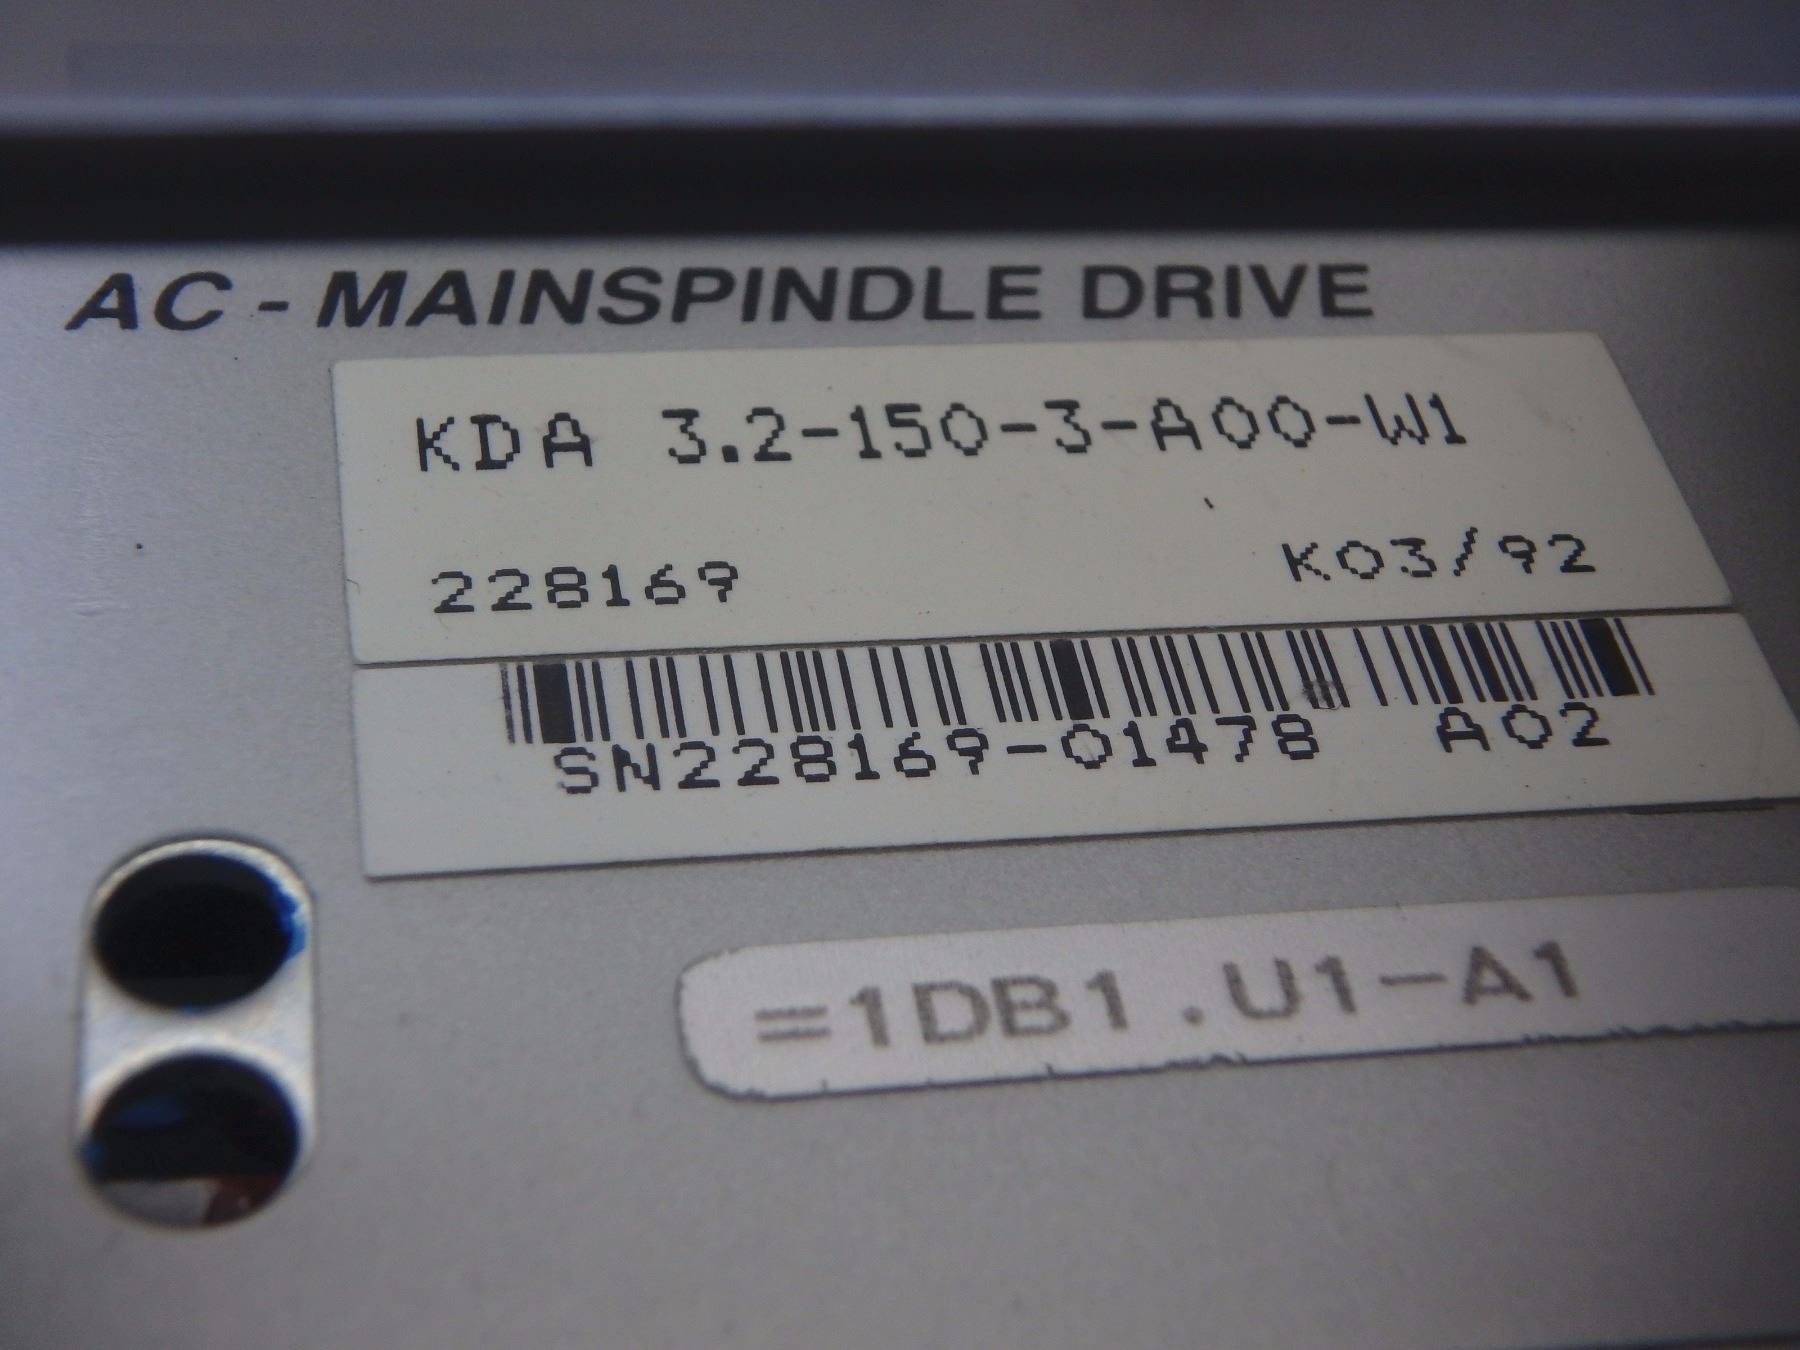 AC - MAINSPINDLE DRIVE
KDA 3.2-150-3-A00-W1
228169 K03/92
SN228169-01478 A02
=1DB1.U1-A1